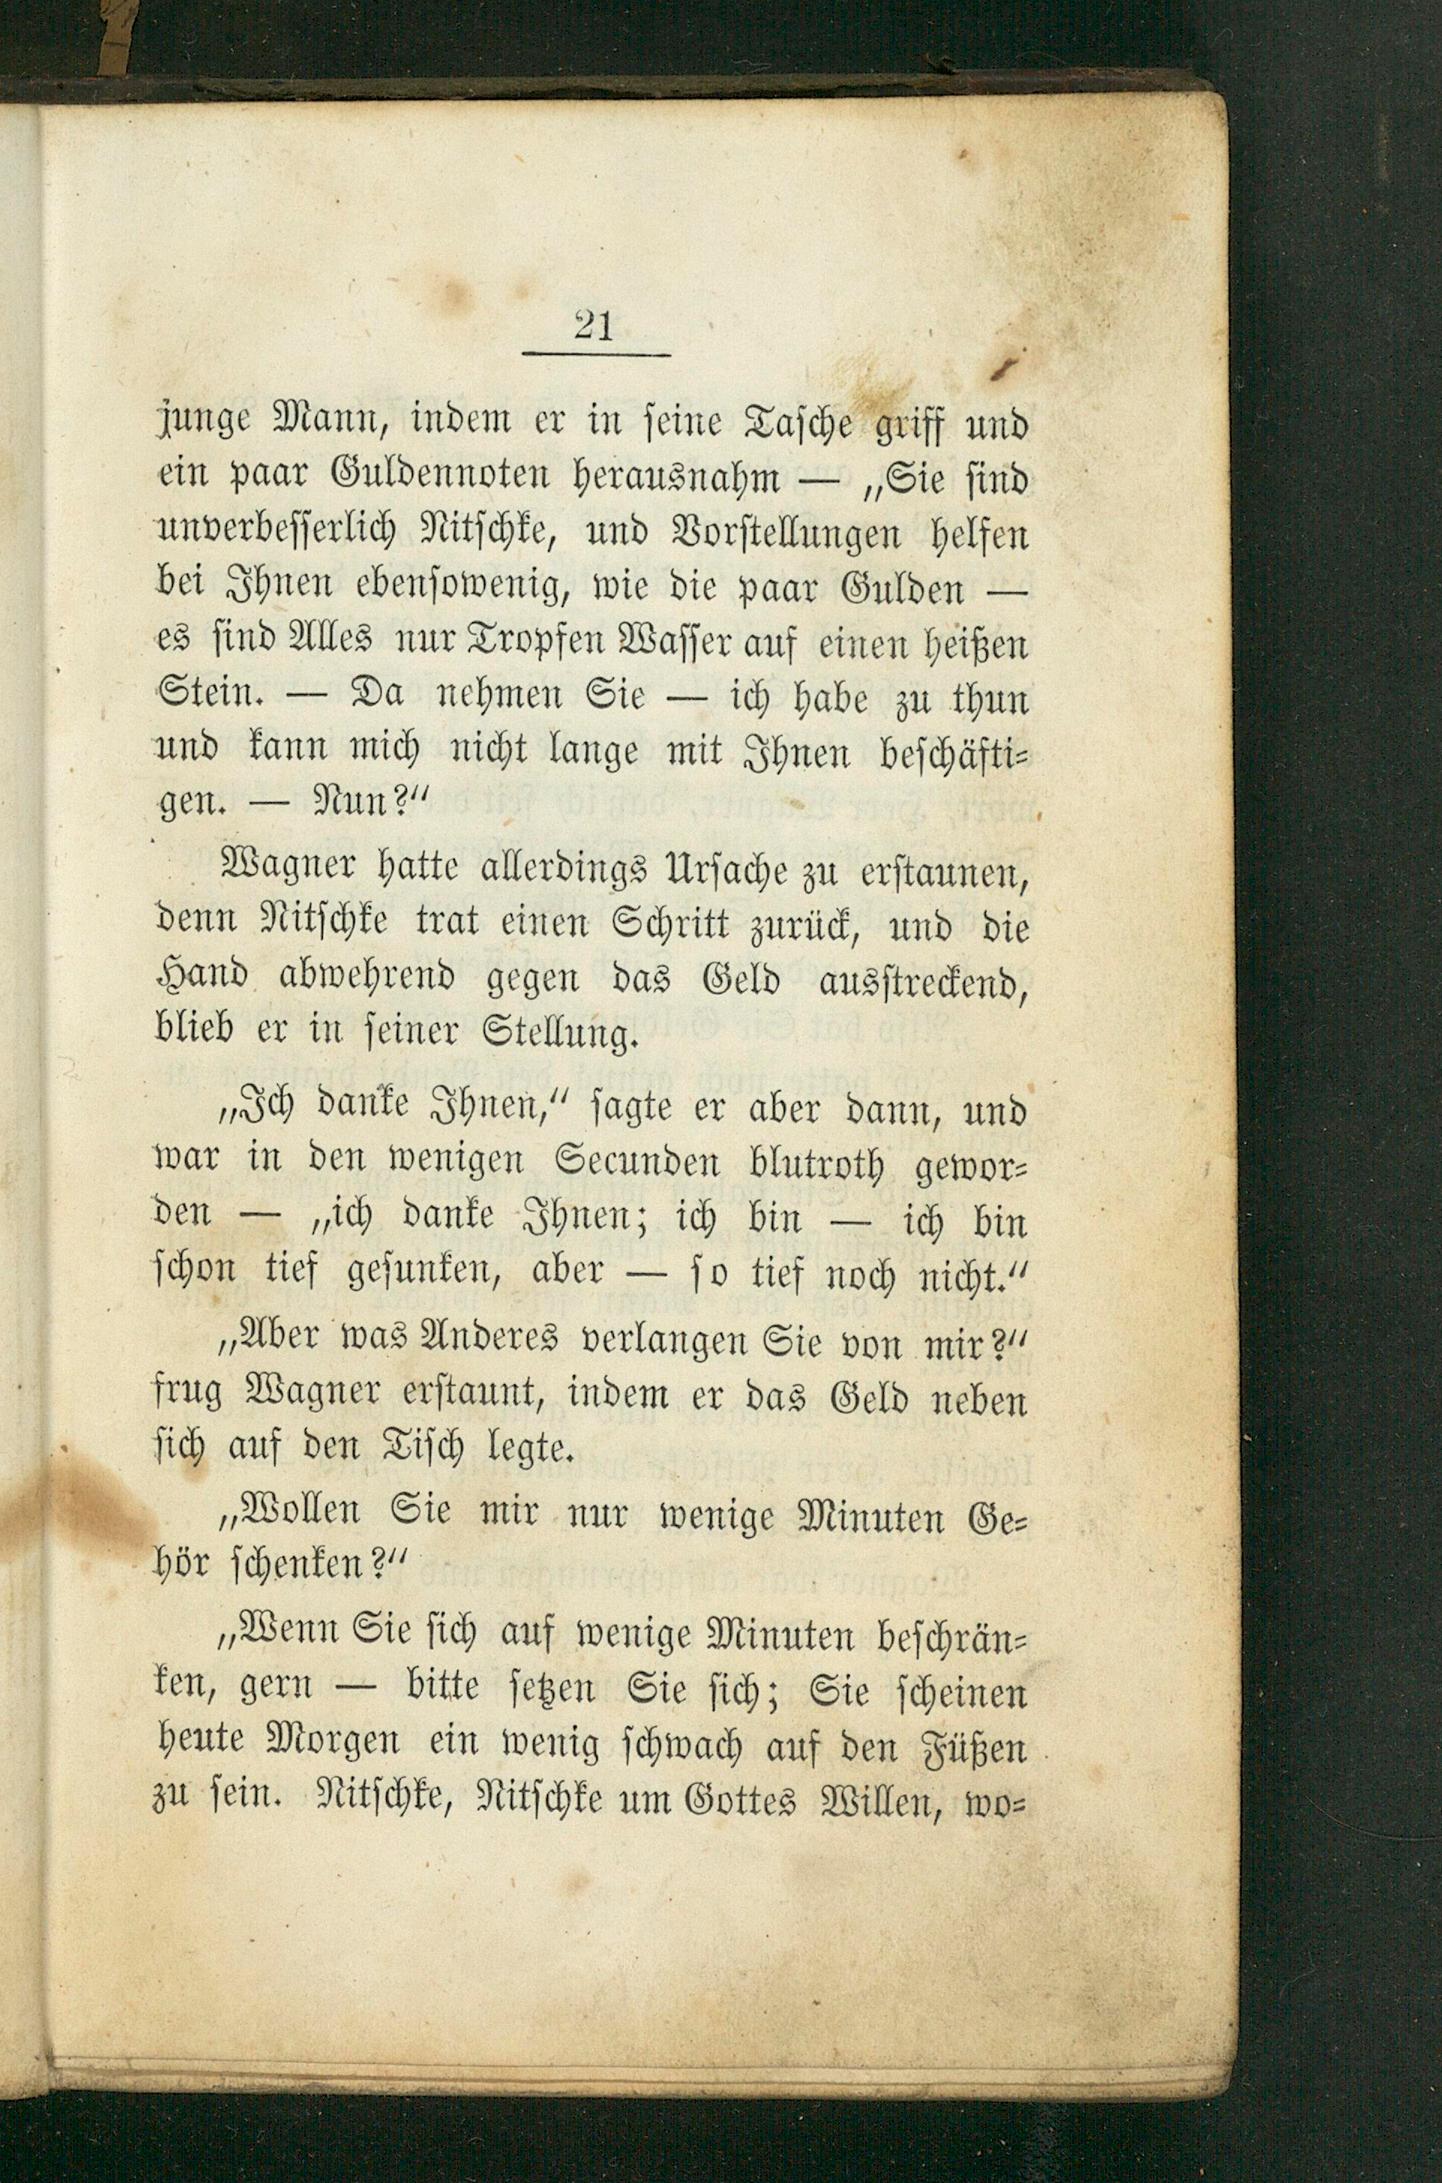 21
junge Mann, indem er in seine Tasche griff und
ein paar Guldennoten herausnahm — „Sie sind
unverbesserlich Nitschke, und Vorstellungen helfen
bei Ihnen ebensowenig, wie die paar Gulden —
es sind Alles nur Tropfen Wasser auf einen heißen
Stein. — Da nehmen Sie — ich habe zu thun
und kann mich nicht lange mit Ihnen beschäfti-
gen. — Nun?“
Wagner hatte allerdings Ursache zu erstaunen,
denn Nitschke trat einen Schritt zurück, und die
Hand abwehrend gegen das Geld ausstreckend,
blieb er in seiner Stellung.
„Ich danke Ihnen,“ sagte er aber dann, und
war in den wenigen Secunden blutroth gewor-
den — „ich danke Ihnen; ich bin — ich bin
schon tief gesunken, aber — so tief noch nicht.“
„Aber was Anderes verlangen Sie von mir?“
frug Wagner erstaunt, indem er das Geld neben
sich auf den Tisch legte.
„Wollen Sie mir nur wenige Minuten Ge-
hör schenken?“
„Wenn Sie sich auf wenige Minuten beschrän-
ken, gern — bitte setzen Sie sich; Sie scheinen
heute Morgen ein wenig schwach auf den Füßen
zu sein. Nitschke, Nitschke um Gottes Willen, wo-